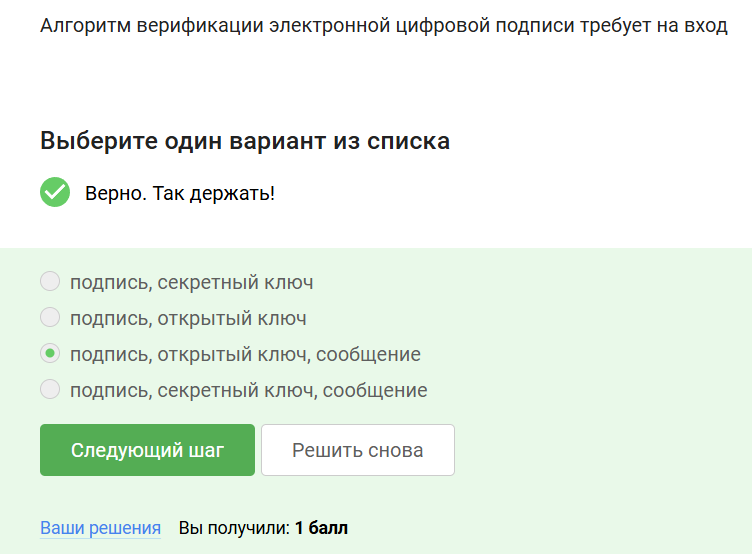 Алгоритм верификации электронной цифровой подписи требует на вход
Выберите один вариант из списка
Верно. Так держать!
подпись, секретный ключ
подпись, открытый ключ
подпись, открытый ключ, сообщение
подпись, секретный ключ, сообщение
Следующий шаг Решить снова
Ваши решения Вы получили: 1 балл